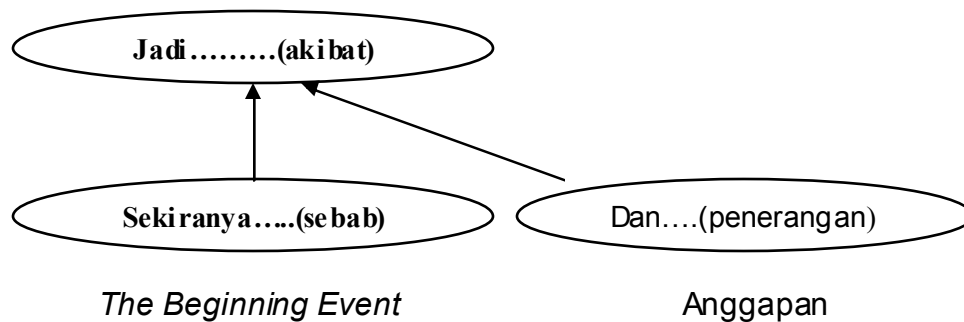 Jadi………(akibat)
Sekiranya…..(sebab)
Dan….(penerangan)
The Beginning Event
Anggapan